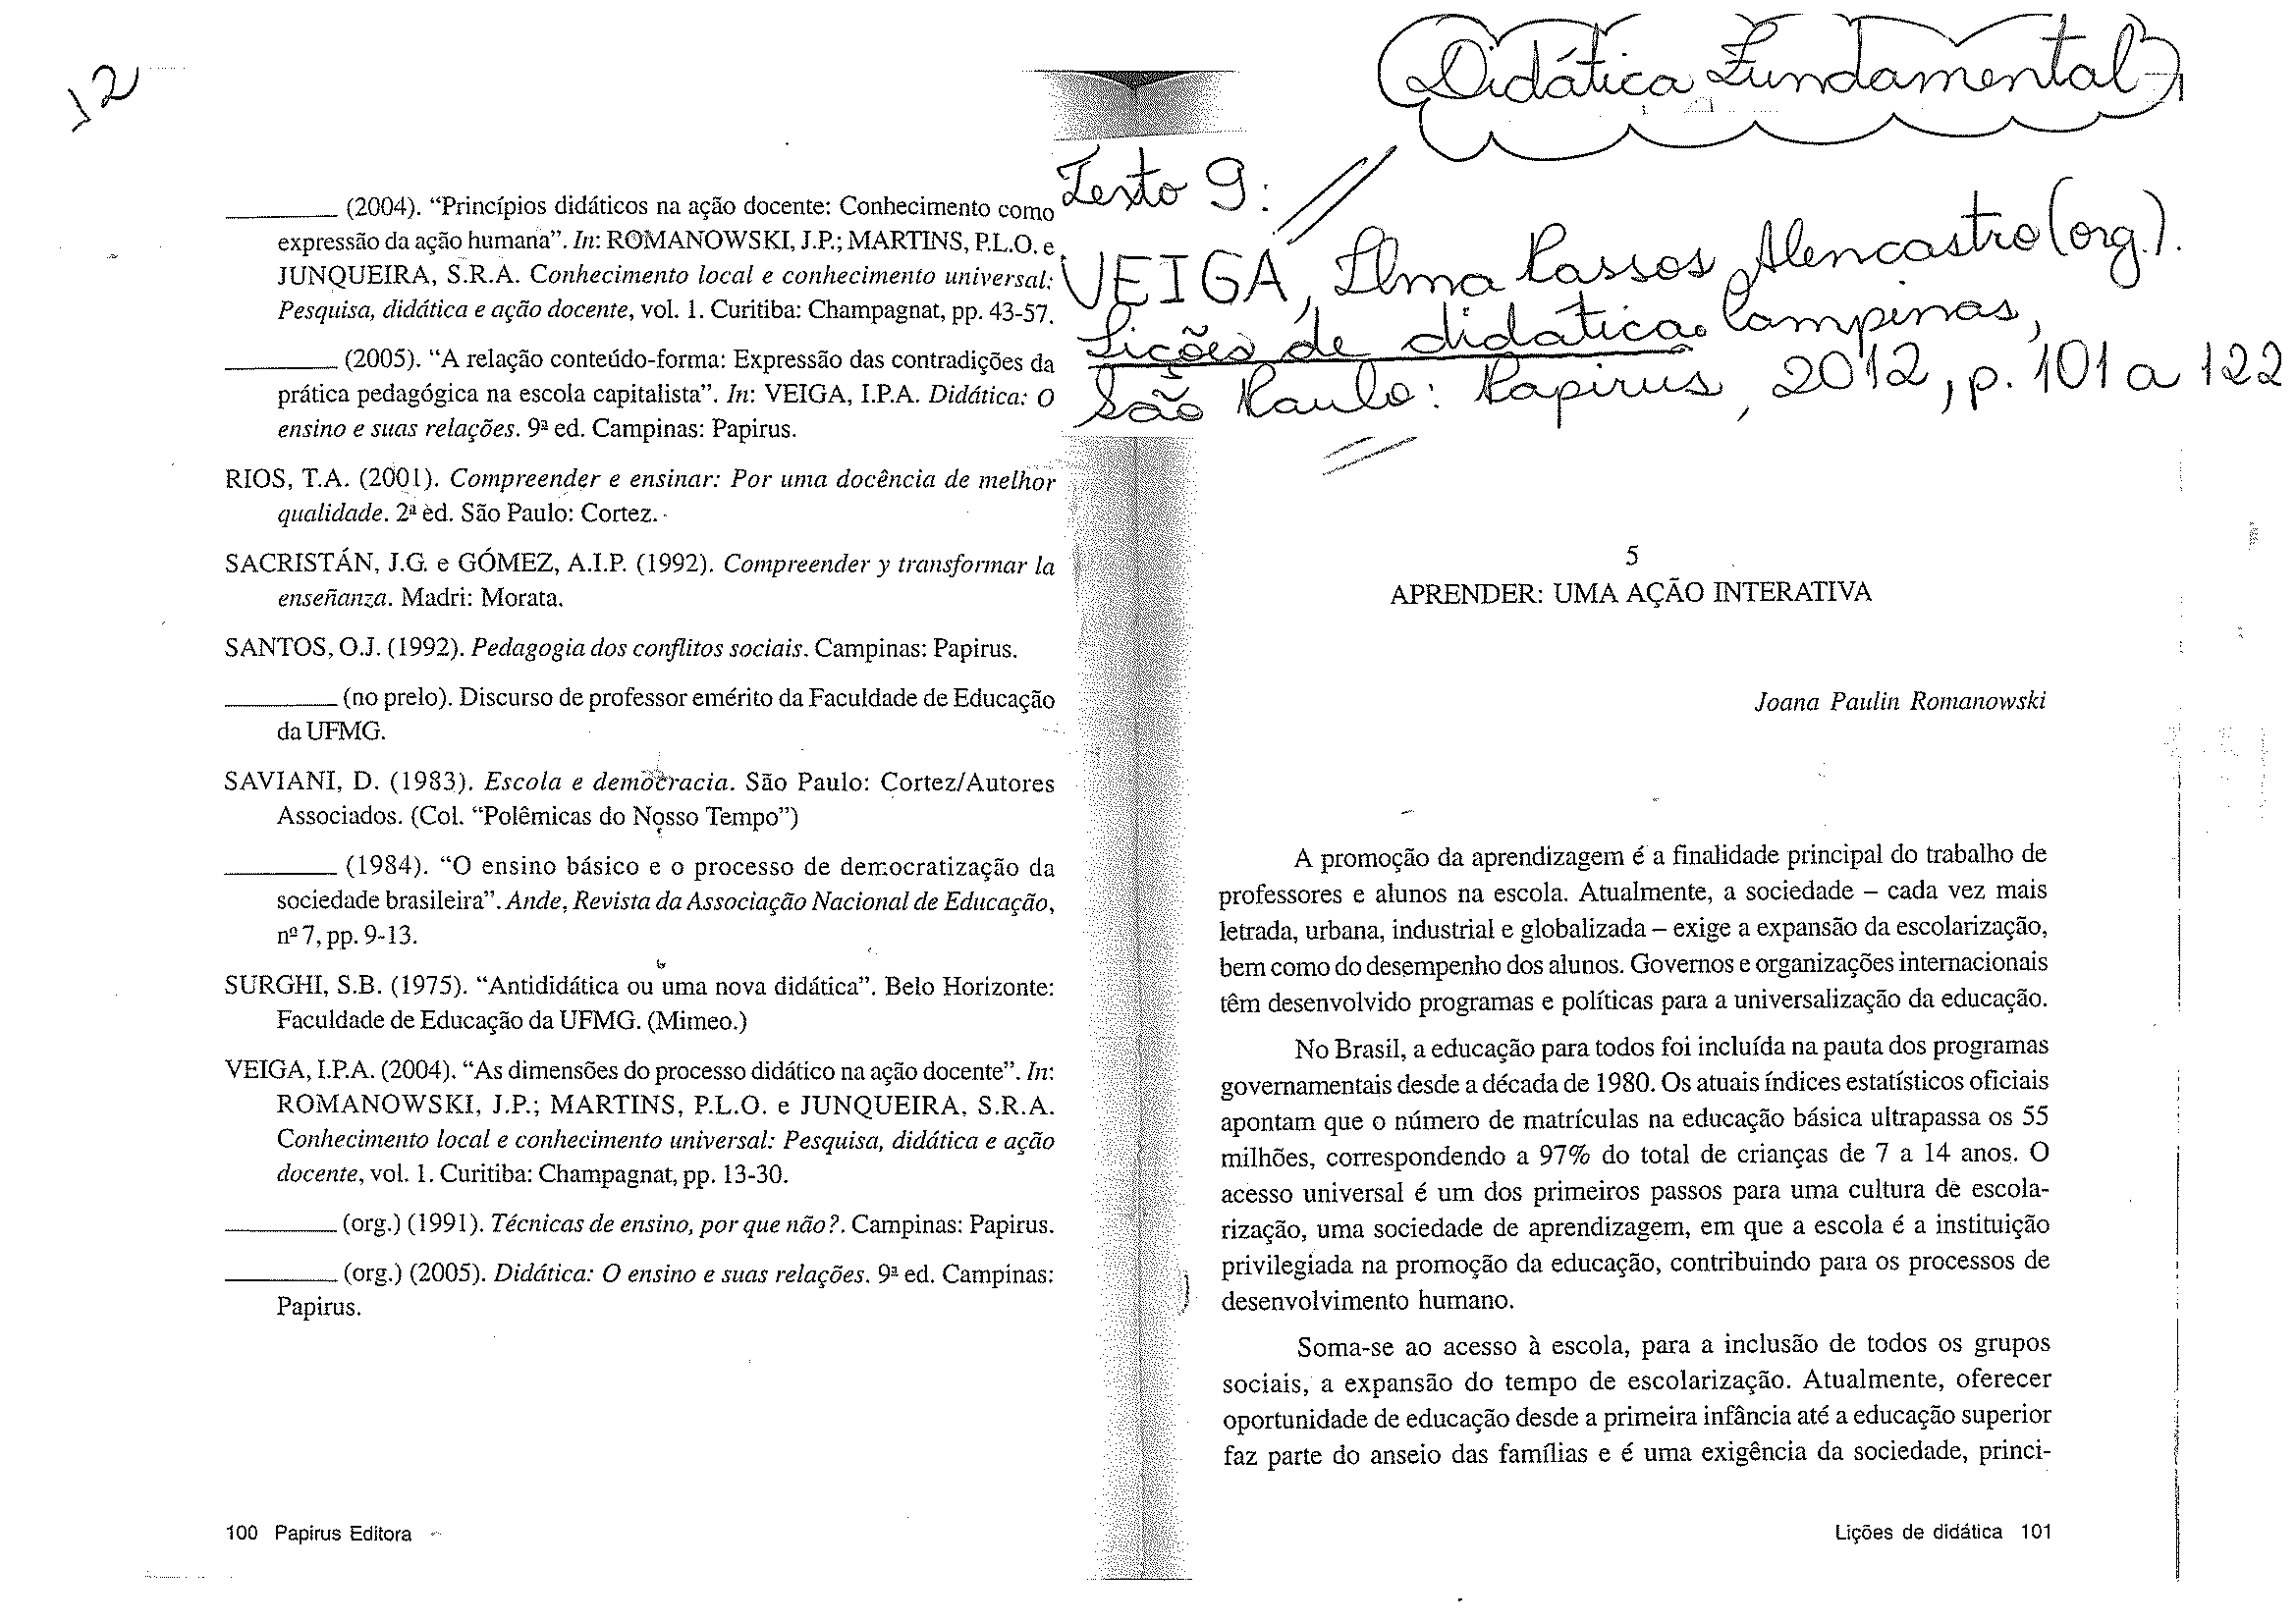 12
_________ (2004). “Princípios didáticos na ação docente: Conhecimento como
expressão da ação humana”. In: ROMANOWSKI, J.P.; MARTINS, P.L.O. e
JUNQUEIRA, S.R.A. Conhecimento local e conhecimento universal:
Pesquisa, didática e ação docente, vol. 1. Curitiba: Champagnat, pp. 43-57.
_________ (2005). “A relação conteúdo-forma: Expressão das contradições da
prática pedagógica na escola capitalista”. In: VEIGA, I.P.A. Didática: O
ensino e suas relações. 9ª ed. Campinas: Papirus.
RIOS, T.A. (2001). Compreender e ensinar: Por uma docência de melhor
qualidade. 2ª ed. São Paulo: Cortez.
SACRISTÁN, J.G. e GÓMEZ, A.I.P. (1992). Compreender y transformar la
enseñanza. Madri: Morata.
SANTOS, O.J. (1992). Pedagogia dos conflitos sociais. Campinas: Papirus.
_________ (no prelo). Discurso de professor emérito da Faculdade de Educação
da UFMG.
SAVIANI, D. (1983). Escola e democracia. São Paulo: Cortez/Autores
Associados. (Col. “Polêmicas do Nosso Tempo”)
_________ (1984). “O ensino básico e o processo de democratização da
sociedade brasileira”. Ande, Revista da Associação Nacional de Educação,
nº 7, pp. 9-13.
SURGHI, S.B. (1975). “Antididática ou uma nova didática”. Belo Horizonte:
Faculdade de Educação da UFMG. (Mimeo.)
VEIGA, I.P.A. (2004). “As dimensões do processo didático na ação docente”. In:
ROMANOWSKI, J.P.; MARTINS, P.L.O. e JUNQUEIRA, S.R.A.
Conhecimento local e conhecimento universal: Pesquisa, didática e ação
docente, vol. 1. Curitiba: Champagnat, pp. 13-30.
_________ (org.) (1991). Técnicas de ensino, por que não?. Campinas: Papirus.
_________ (org.) (2005). Didática: O ensino e suas relações. 9ª ed. Campinas:
Papirus.
100 Papirus Editora
Didática Fundamental
Texto 9:
VEIGA, Ilma Passos Alencastro (org.).
Lições de didática. Campinas,
São Paulo: Papirus, 2012, p. 101 a 122
5
APRENDER: UMA AÇÃO INTERATIVA
Joana Paulin Romanowski
A promoção da aprendizagem é a finalidade principal do trabalho de
professores e alunos na escola. Atualmente, a sociedade – cada vez mais
letrada, urbana, industrial e globalizada – exige a expansão da escolarização,
bem como do desempenho dos alunos. Governos e organizações internacionais
têm desenvolvido programas e políticas para a universalização da educação.
No Brasil, a educação para todos foi incluída na pauta dos programas
governamentais desde a década de 1980. Os atuais índices estatísticos oficiais
apontam que o número de matrículas na educação básica ultrapassa os 55
milhões, correspondendo a 97% do total de crianças de 7 a 14 anos. O
acesso universal é um dos primeiros passos para uma cultura de escola-
rização, uma sociedade de aprendizagem, em que a escola é a instituição
privilegiada na promoção da educação, contribuindo para os processos de
desenvolvimento humano.
Soma-se ao acesso à escola, para a inclusão de todos os grupos
sociais, a expansão do tempo de escolarização. Atualmente, oferecer
oportunidade de educação desde a primeira infância até a educação superior
faz parte do anseio das famílias e é uma exigência da sociedade, princi-
Lições de didática 101